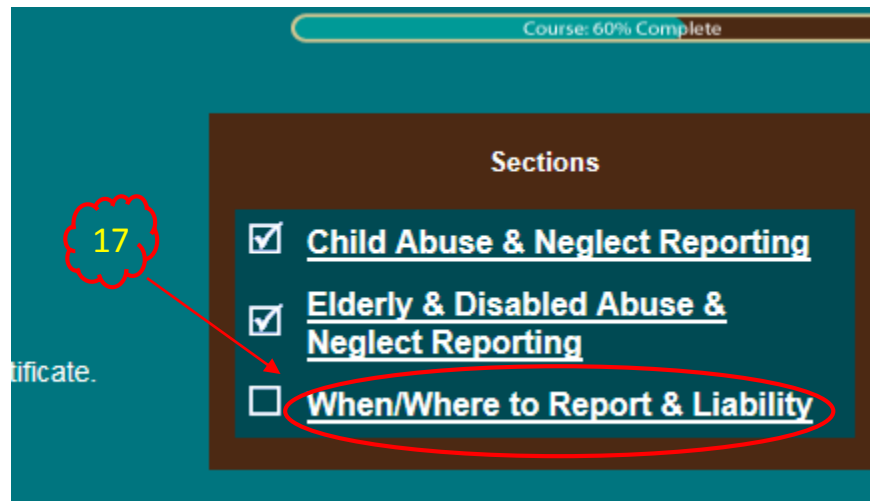 Course: 60% Complete
Sections
17
Child Abuse & Neglect Reporting
Elderly & Disabled Abuse &
Neglect Reporting
tificate.
When/Where to Report & Liability